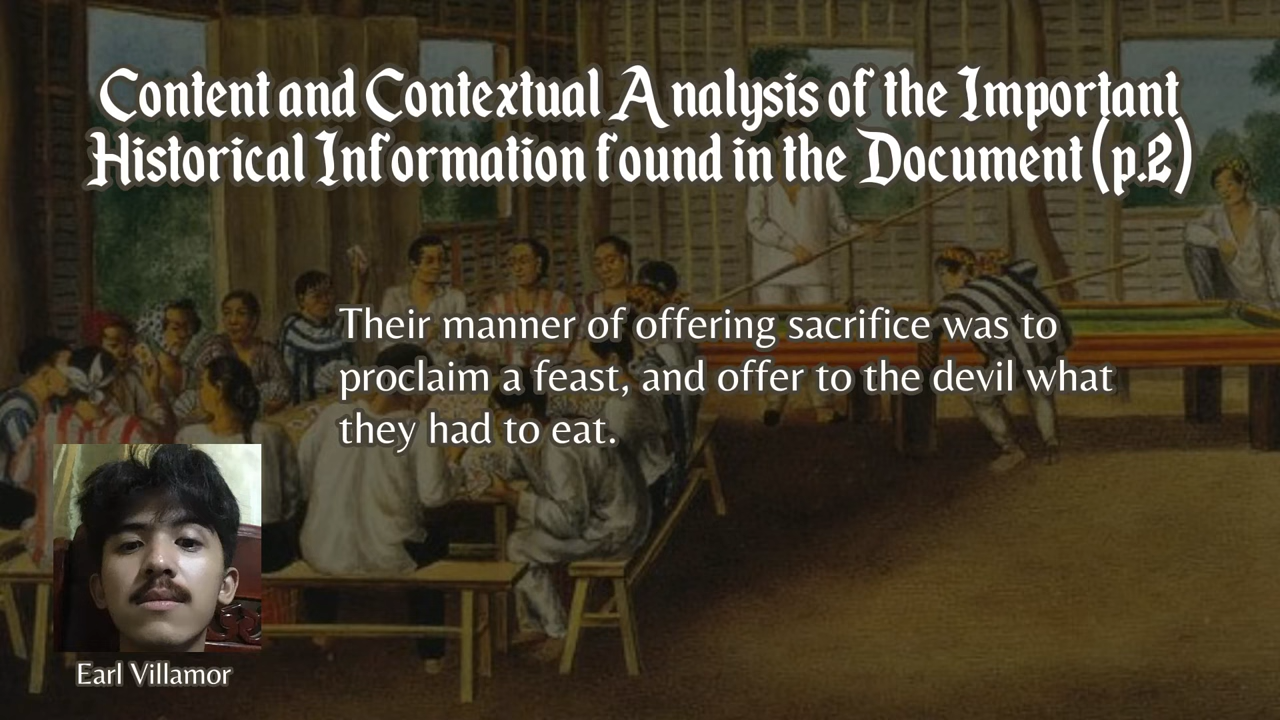 Content and Contextual Analysis of the Important
Historical Information found in the Document (p.2)
Their manner of offering sacrifice was to
proclaim a feast, and offer to the devil what
they had to eat.
Earl Villamor